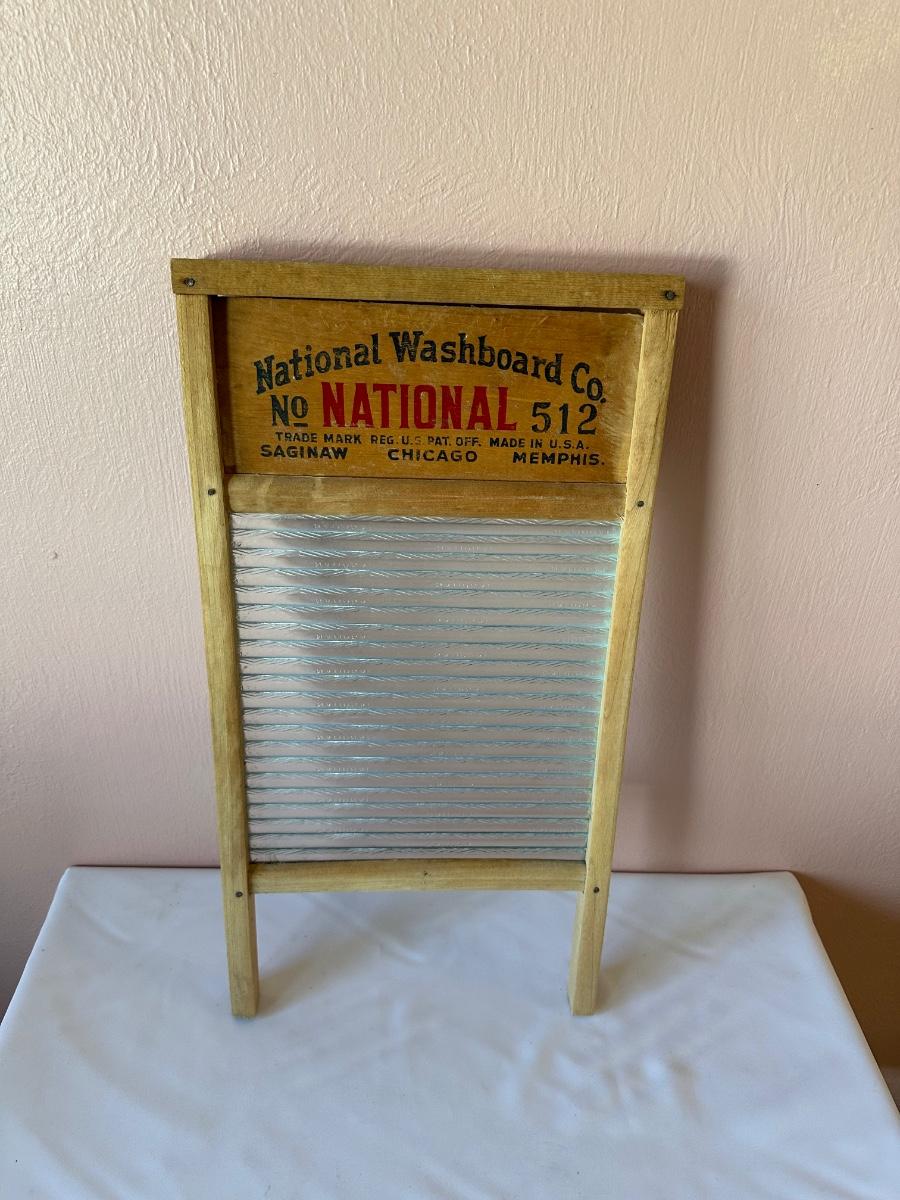 National Washboard Co.
No NATIONAL 512
TRADE MARK REG. U.S. PAT. OFF. MADE IN U.S.A.
SAGINAW CHICAGO MEMPHIS.